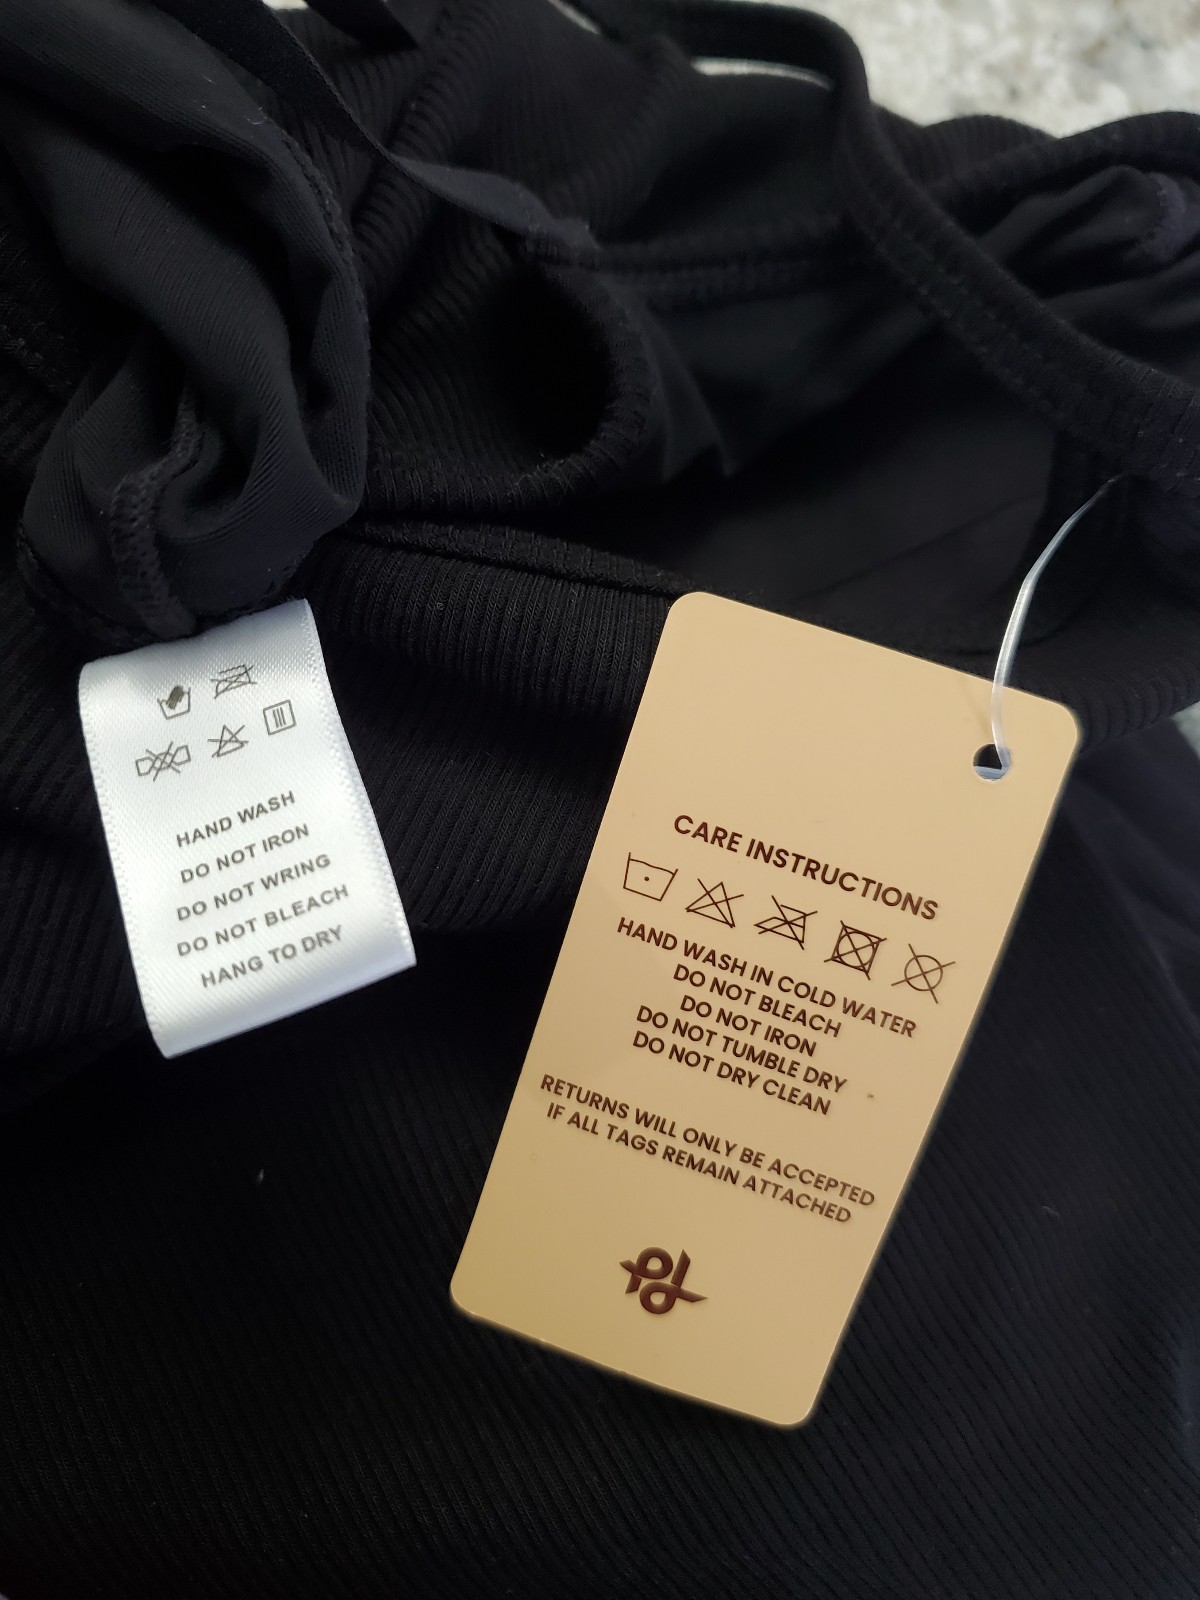 HAND WASH
DO NOT IRON
DO NOT WRING
DO NOT BLEACH
HANG TO DRY
CARE INSTRUCTIONS
HAND WASH IN COLD WATER
DO NOT BLEACH
DO NOT IRON
DO NOT TUMBLE DRY
DO NOT DRY CLEAN
RETURNS WILL ONLY BE ACCEPTED
IF ALL TAGS REMAIN ATTACHED